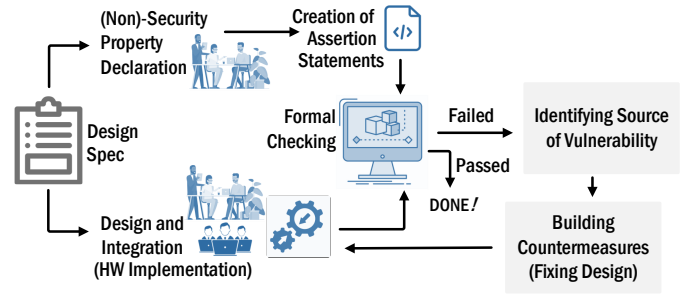 (Non)-Security
Property
Declaration
Creation of
Assertion
Statements
</>
Design
Spec
Formal
Checking
Failed
Passed
DONE!
Identifying Source
of Vulnerability
Design and
Integration
(HW Implementation)
Building
Countermeasures
(Fixing Design)